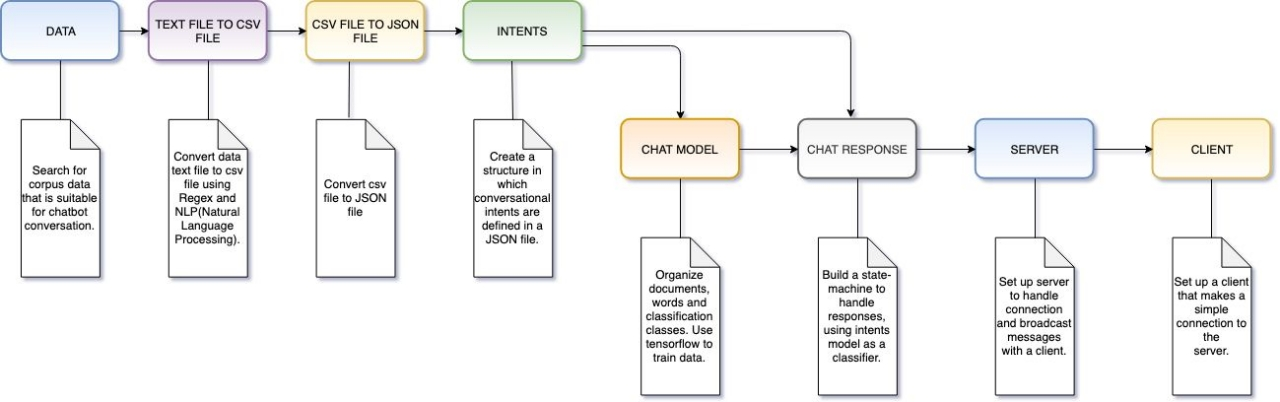 DATA
TEXT FILE TO CSV
FILE
CSV FILE TO JSON
FILE
INTENTS
Search for
corpus data
that is suitable
for chatbot
conversation.
Convert data
text file to csv
file using
Regex and
NLP(Natural
Language
Processing).
Convert csv
file to JSON
file
Create a
structure in
which
conversational
intents are
defined in a
JSON file.
CHAT MODEL
CHAT RESPONSE
SERVER
CLIENT
Organize
documents,
words and
classification
classes. Use
tensorflow to
train data.
Build a state-
machine to
handle
responses,
using intents
model as a
classifier.
Set up server
to handle
connection
and broadcast
messages
with a client.
Set up a client
that makes a
simple
connection to
the
server.